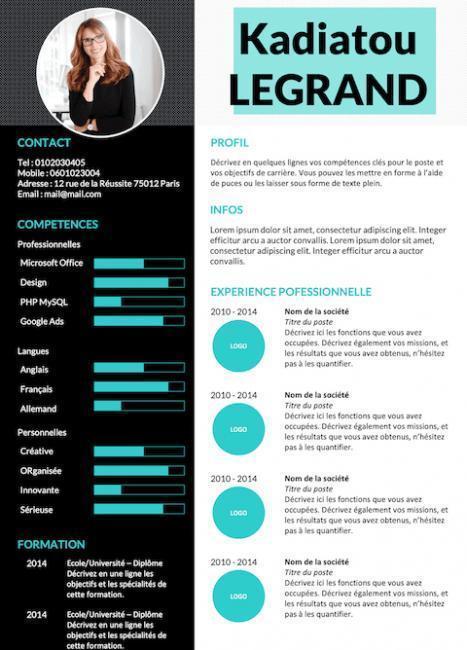 Kadiatou
LEGRAND
CONTACT
Tel : 0102030405
Mobile : 0601023004
Adresse : 12 rue de la Réussite 75012 Paris
Email : mail@mail.com
COMPETENCES
Professionnelles
Microsoft Office
Design
PHP MySQL
Google Ads
Langues
Anglais
Français
Allemand
Personnelles
Créative
ORganisée
Innovante
Sérieuse
FORMATION
2014 Ecole/Université – Diplôme
Décrivez en une ligne les
objectifs et les spécialités de
cette formation.
2014 Ecole/Université – Diplôme
Décrivez en une ligne les
objectifs et les spécialités de
cette formation.
PROFIL
Décrivez en quelques lignes vos compétences clés pour le poste et
vos objectifs de carrière. Vous pouvez les mettre en forme à l'aide
de puces ou les laisser sous forme de texte plein.
INFOS
Lorem ipsum dolor sit amet, consectetur adipiscing elit. Integer
efficitur arcu a enim convallis. consectetur adipiscing elit. Lorem
ipsum dolor sit amet, Integer efficitur arcu a enim
convallis.
EXPERIENCE POFESSIONNELLE
2010 - 2014 Nom de la société
Titre du poste
LOGO
Décrivez ici les fonctions que vous avez
occupées. Décrivez également vos missions, et
les résultats que vous avez obtenus, n'hésitez
pas à les quantifier.
2010 - 2014 Nom de la société
Titre du poste
LOGO
Décrivez ici les fonctions que vous avez
occupées. Décrivez également vos missions, et
les résultats que vous avez obtenu, n'hésitez
pas à les quantifier.
2010 - 2014 Nom de la société
Titre du poste
LOGO
Décrivez ici les fonctions que vous avez
occupées. Décrivez également vos missions, et
les résultats que vous avez obtenu, n'hésitez
pas à les quantifier.
2010 - 2014 Nom de la société
Titre du poste
LOGO
Décrivez ici les fonctions que vous avez
occupées. Décrivez également vos missions, et
les résultats que vous avez obtenu, n'hésitez
pas à les quantifier.